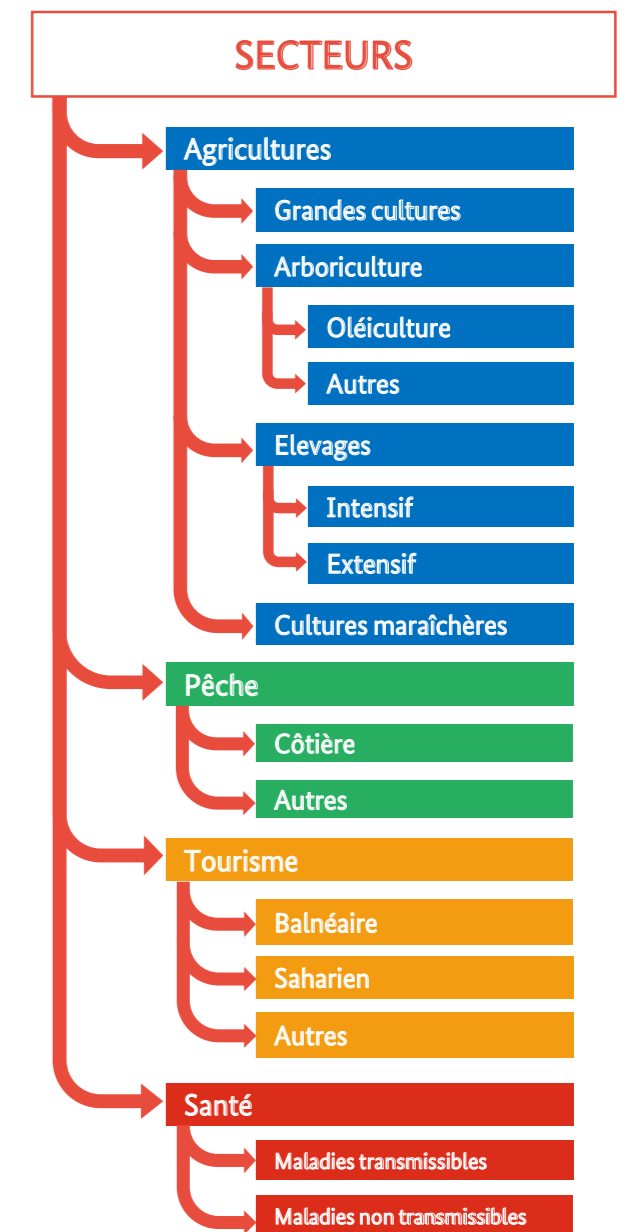 SECTEURS
Agricultures
Grandes cultures
Arboriculture
Oléiculture
Autres
Elevages
Intensif
Extensif
Cultures maraîchères
Pêche
Côtière
Autres
Tourisme
Balnéaire
Saharien
Autres
Santé
Maladies transmissibles
Maladies non transmissibles